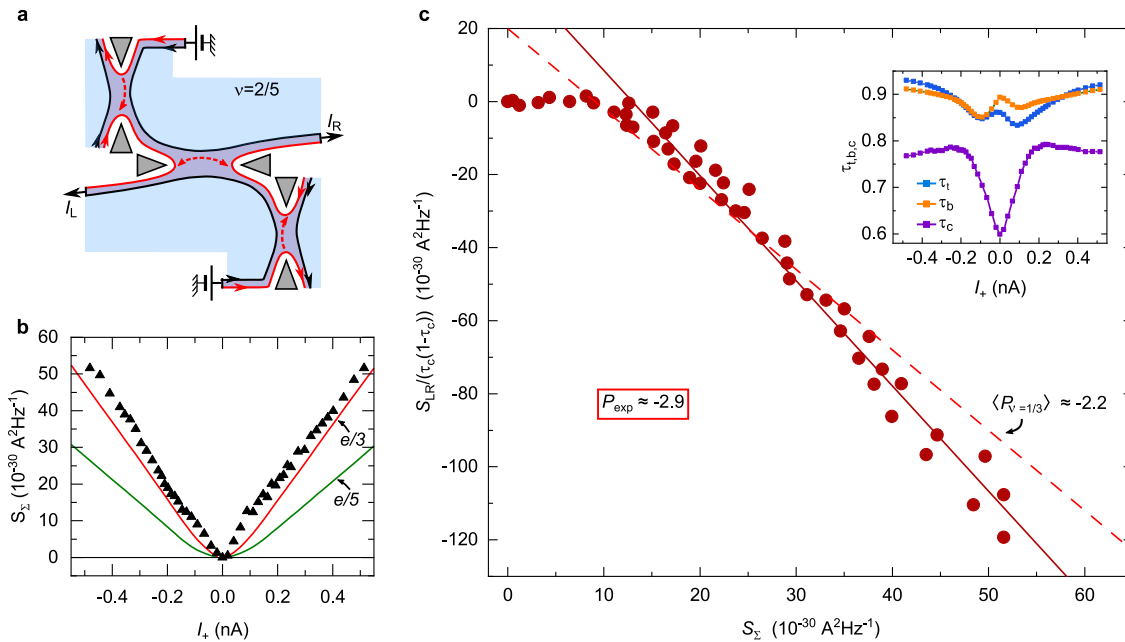 a
ν=2/5
I_R
I_L
b
S_Σ (10⁻³⁰ A²Hz⁻¹)
60
50
40
30
20
10
0
e/3
e/5
-0.4 -0.2 0.0 0.2 0.4
I₊ (nA)
c
S_LR/(τ_c(1-τ_c)) (10⁻³⁰ A²Hz⁻¹)
20
0
-20
-40
-60
-80
-100
-120
P_exp ≈ -2.9
⟨P_ν=1/3⟩ ≈ -2.2
0 10 20 30 40 50 60
S_Σ (10⁻³⁰ A²Hz⁻¹)
τ_t,b,c
0.9
0.8
0.7
0.6
τ_t
τ_b
τ_c
-0.4 -0.2 0.0 0.2 0.4
I₊ (nA)